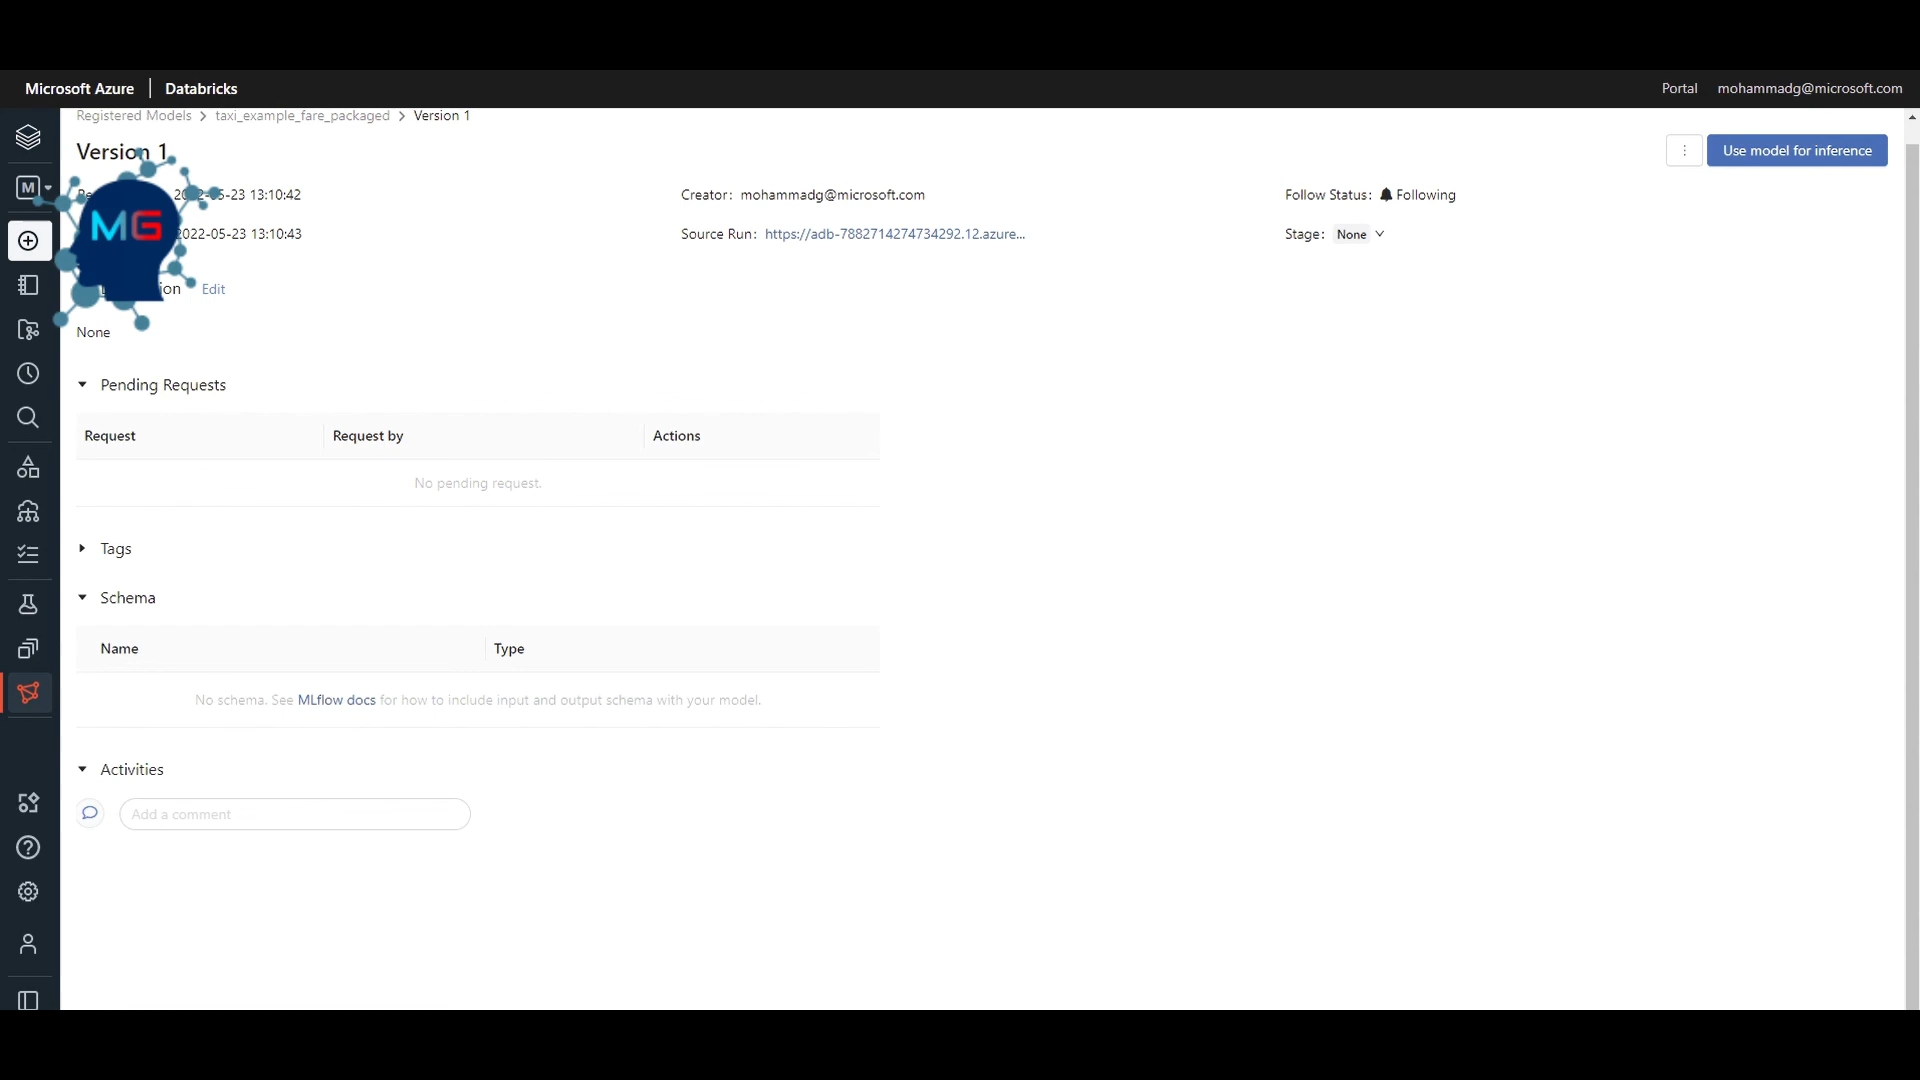 Microsoft Azure | Databricks
Portal mohammadg@microsoft.com
Registered Models > taxi_example_fare_packaged > Version 1
Version 1
Use model for inference
2022-05-23 13:10:42
Creator: mohammadg@microsoft.com
Follow Status: Following
2022-05-23 13:10:43
Source Run: https://adb-7882714274734292.12.azure...
Stage: None
M
MG
Edit
None
Pending Requests
Request Request by Actions
No pending request.
Tags
Schema
Name Type
No schema. See MLflow docs for how to include input and output schema with your model.
Activities
Add a comment